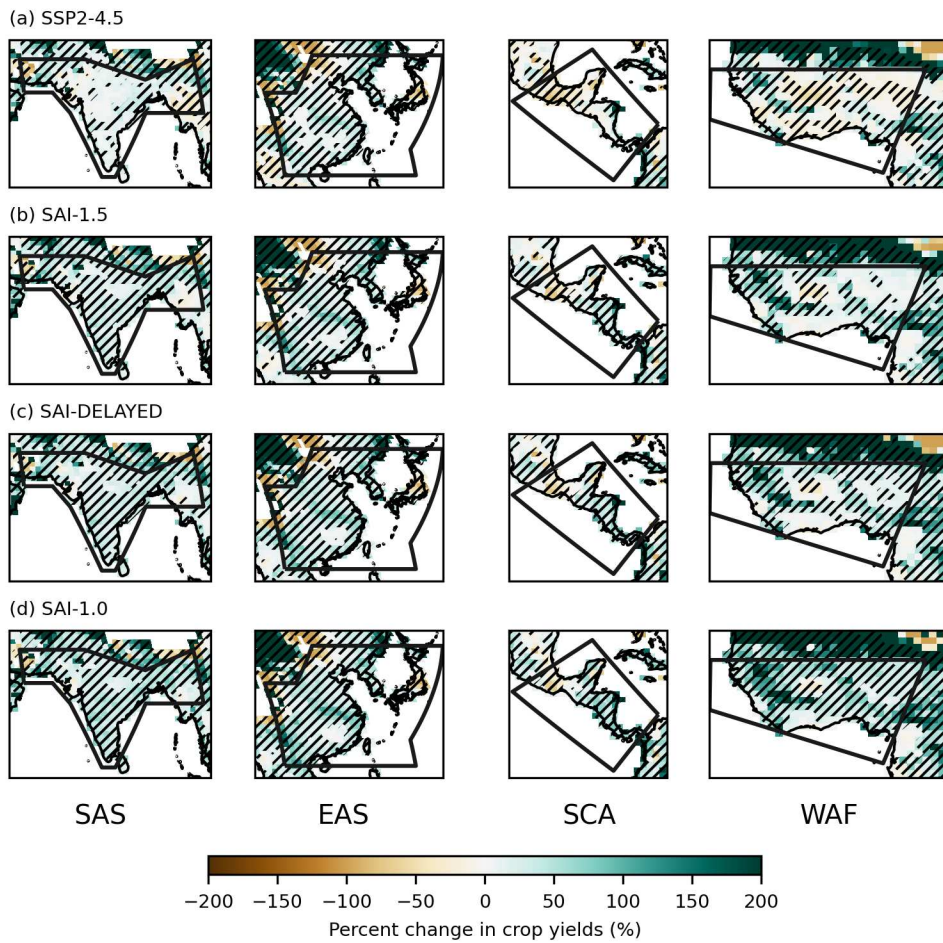 (a) SSP2-4.5
(b) SAI-1.5
(c) SAI-DELAYED
(d) SAI-1.0
SAS EAS SCA WAF
−200 −150 −100 −50 0 50 100 150 200
Percent change in crop yields (%)